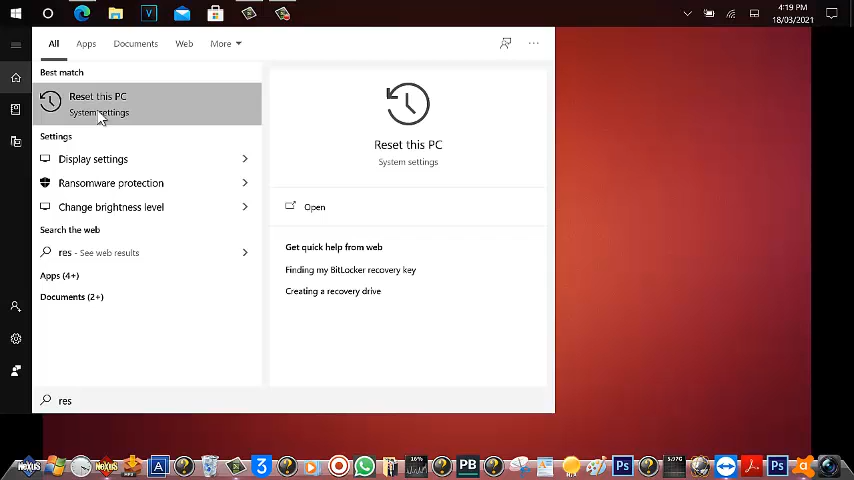 4:19 PM
18/03/2021
All Apps Documents Web More
Best match
Reset this PC
System settings
Settings
Display settings
Ransomware protection
Change brightness level
Search the web
res - See web results
Apps (4+)
Documents (2+)
Reset this PC
System settings
Open
Get quick help from web
Finding my BitLocker recovery key
Creating a recovery drive
res